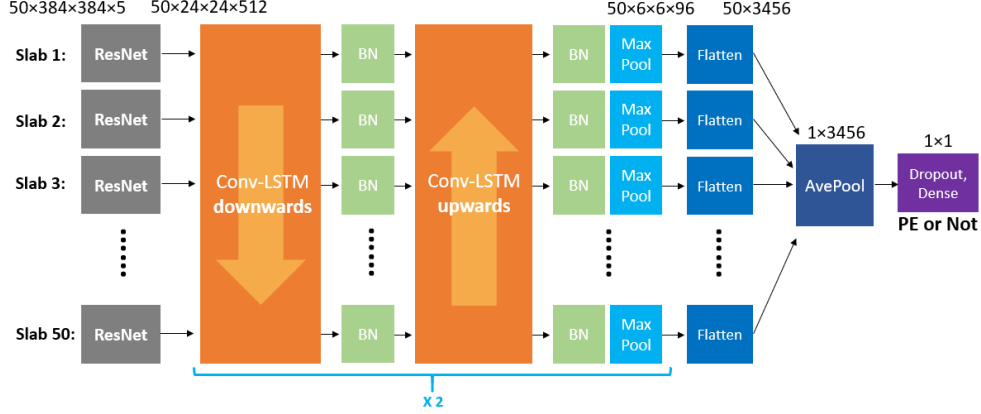 50×384×384×5
50×24×24×512
50×6×6×96
50×3456
Slab 1:
ResNet
BN
BN
Max
Pool
Flatten
Slab 2:
ResNet
BN
BN
Max
Pool
Flatten
1×3456
1×1
Slab 3:
ResNet
Conv-LSTM
downwards
BN
Conv-LSTM
upwards
BN
Max
Pool
Flatten
AvePool
Dropout,
Dense
PE or Not
Slab 50:
ResNet
BN
BN
Max
Pool
Flatten
X 2